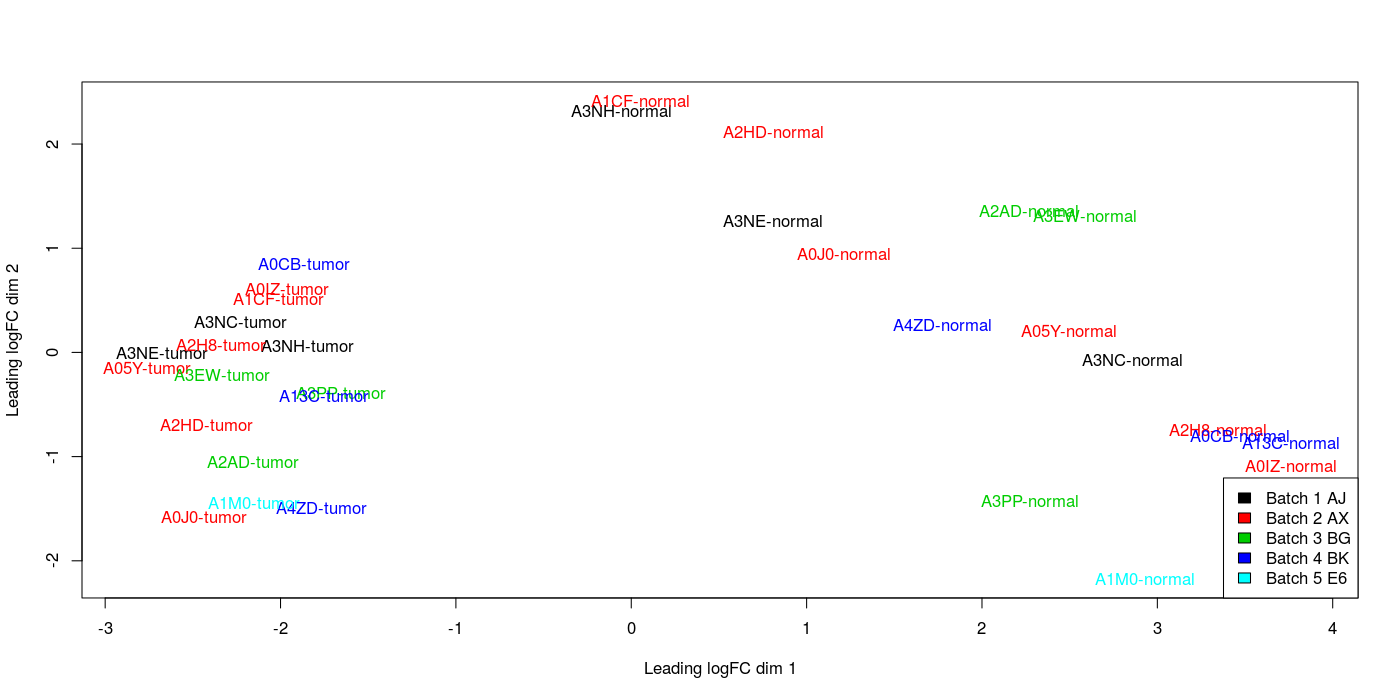 A1CF-normal
A3NH-normal
A2HD-normal
A2AD-normal
A3EW-normal
A3NE-normal
A0J0-normal
A0CB-tumor
A0IZ-tumor
A1CF-tumor
A3NC-tumor
A4ZD-normal
A05Y-normal
A2H8-tumor
A3NH-tumor
A3NE-tumor
A3NC-normal
A05Y-tumor
A3EW-tumor
A3PP-tumor
A13C-tumor
A2HD-tumor
A2H8-normal
A0CB-normal
A13C-normal
A2AD-tumor
A0IZ-normal
A1M0-tumor
A4ZD-tumor
A3PP-normal
A0J0-tumor
A1M0-normal
Batch 1 AJ
Batch 2 AX
Batch 3 BG
Batch 4 BK
Batch 5 E6
2
1
0
-1
-2
Leading logFC dim 2
-3
-2
-1
0
1
2
3
4
Leading logFC dim 1